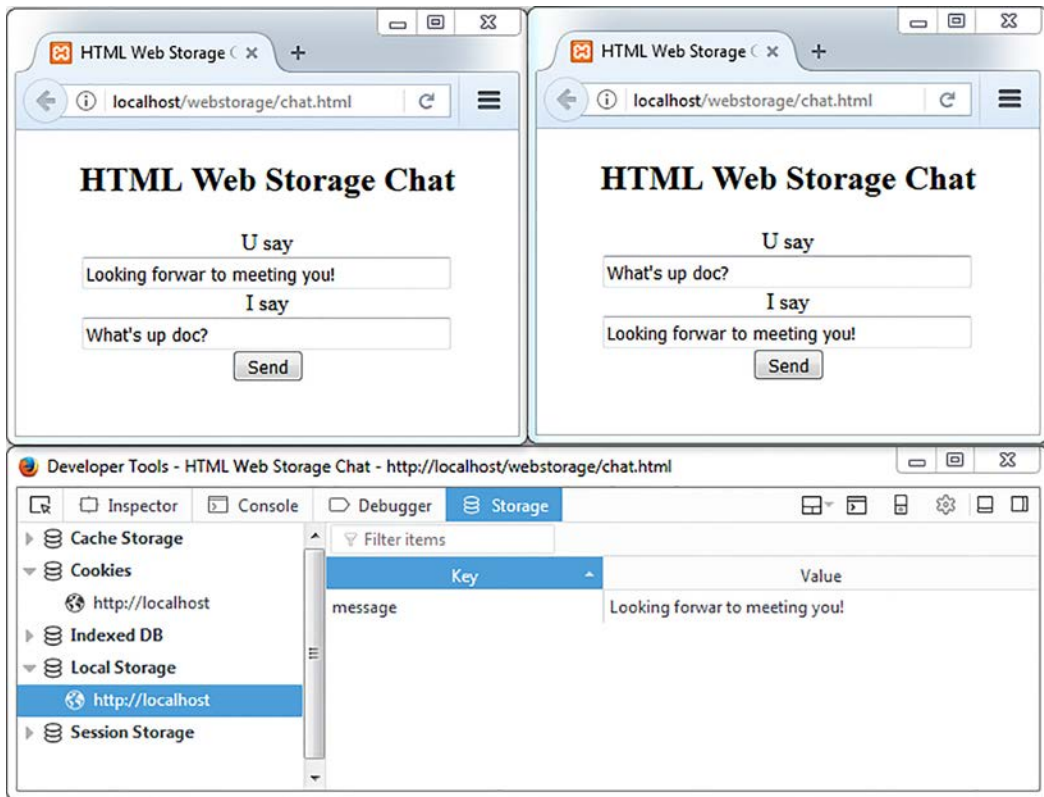 HTML Web Storage C
localhost/webstorage/chat.html
HTML Web Storage Chat
U say
Looking forwar to meeting you!
I say
What's up doc?
Send
HTML Web Storage C
localhost/webstorage/chat.html
HTML Web Storage Chat
U say
What's up doc?
I say
Looking forwar to meeting you!
Send
Developer Tools - HTML Web Storage Chat - http://localhost/webstorage/chat.html
Inspector Console Debugger Storage
Cache Storage
Cookies
http://localhost
Indexed DB
Local Storage
http://localhost
Session Storage
Filter items
Key Value
message Looking forwar to meeting you!